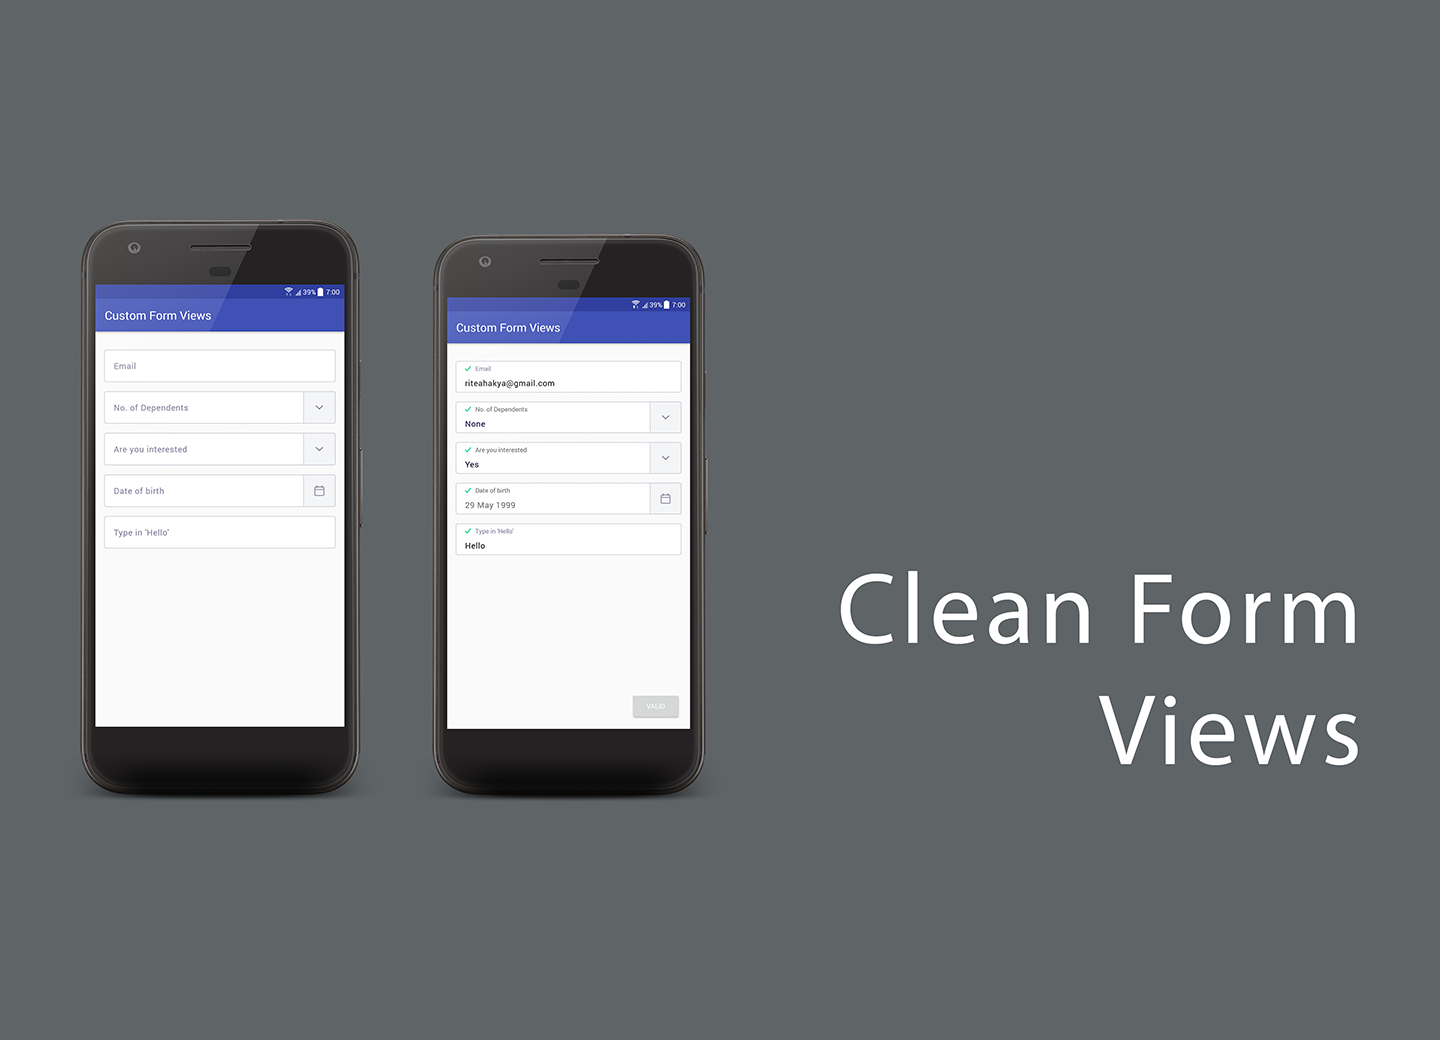 39% 7:00
Custom Form Views
Email
No. of Dependents
Are you interested
Date of birth
Type in 'Hello'
39% 7:00
Custom Form Views
Email
riteahakya@gmail.com
No. of Dependents
None
Are you interested
Yes
Date of birth
29 May 1999
Type in 'Hello'
Hello
VALID
Clean Form
Views